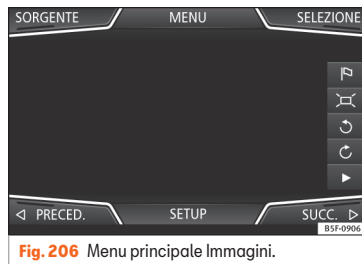 SORGENTE MENU SELEZIONE
PRECED. SETUP SUCC.
B5F-0906
Fig. 206 Menu principale Immagini.